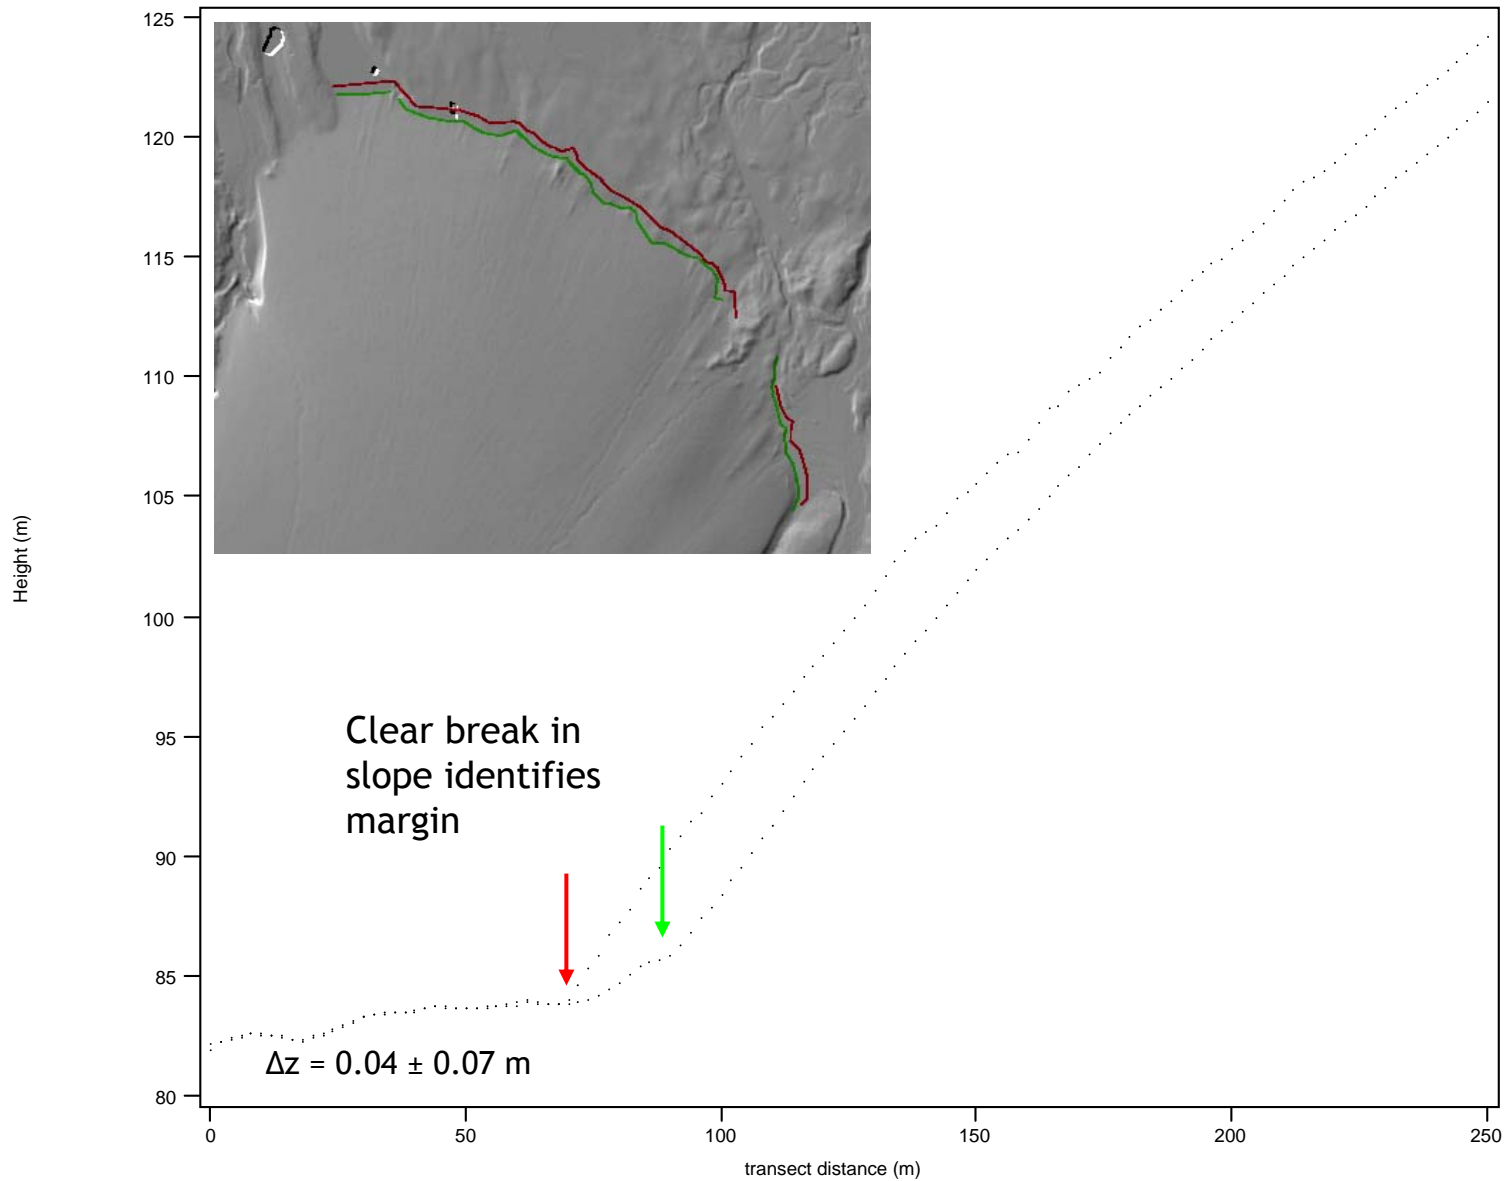 125
120
115
110
105
100
95
90
85
80
Height (m)
Clear break in
slope identifies
margin
Δz = 0.04 ± 0.07 m
0 50 100 150 200 250
transect distance (m)